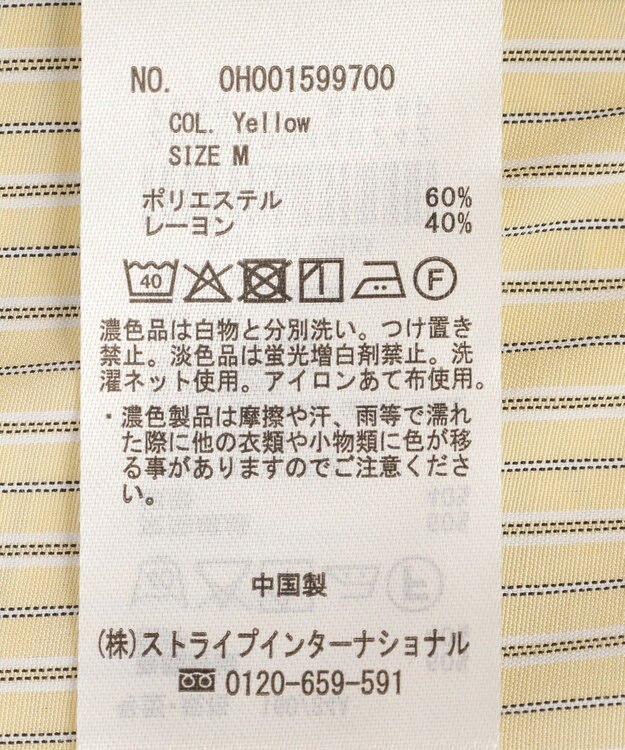 NO. 0H001599700
COL. Yellow
SIZE M
ポリエステル 60%
レーヨン 40%
40
F
濃色品は白物と分別洗い。つけ置き
禁止。淡色品は蛍光増白剤禁止。洗
濯ネット使用。アイロンあて布使用。
・濃色製品は摩擦や汗、雨等で濡れ
た際に他の衣類や小物類に色が移
る事がありますのでご注意くださ
い。
中国製
(株)ストライプインターナショナル
0120-659-591